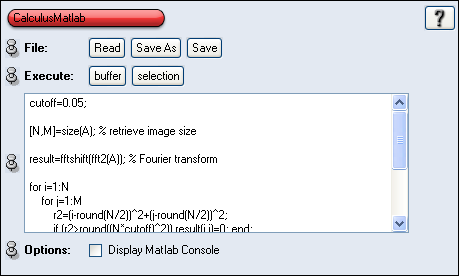 CalculusMatlab
?
File: Read Save As Save
Execute: buffer selection
cutoff=0.05;
[N,M]=size(A); % retrieve image size
result=fftshift(fft2(A)); % Fourier transform
for i=1:N
for j=1:M
r2=(i-round(N/2))^2+(j-round(N/2))^2;
if (r2>round((N*cutoff)^2)) result(i,j)=0; end;
Options: Display Matlab Console